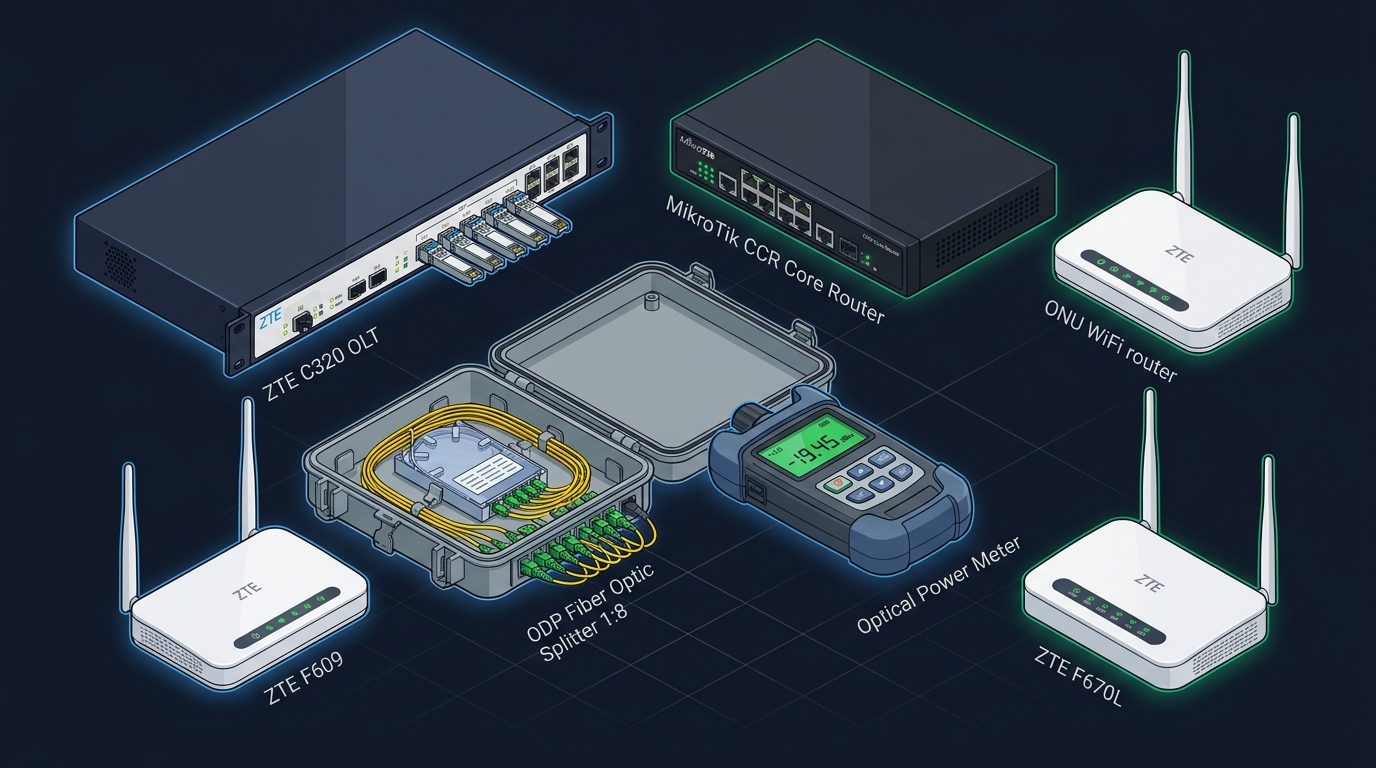 ZTE
ZTE C320 OLT
MikroTik
MikroTik CCR Core Router
ZTE
ONU WiFi router
-19.45
ODP Fiber Optic
Splitter 1:8
Optical Power Meter
ZTE
ZTE F609
ZTE
ZTE F670L